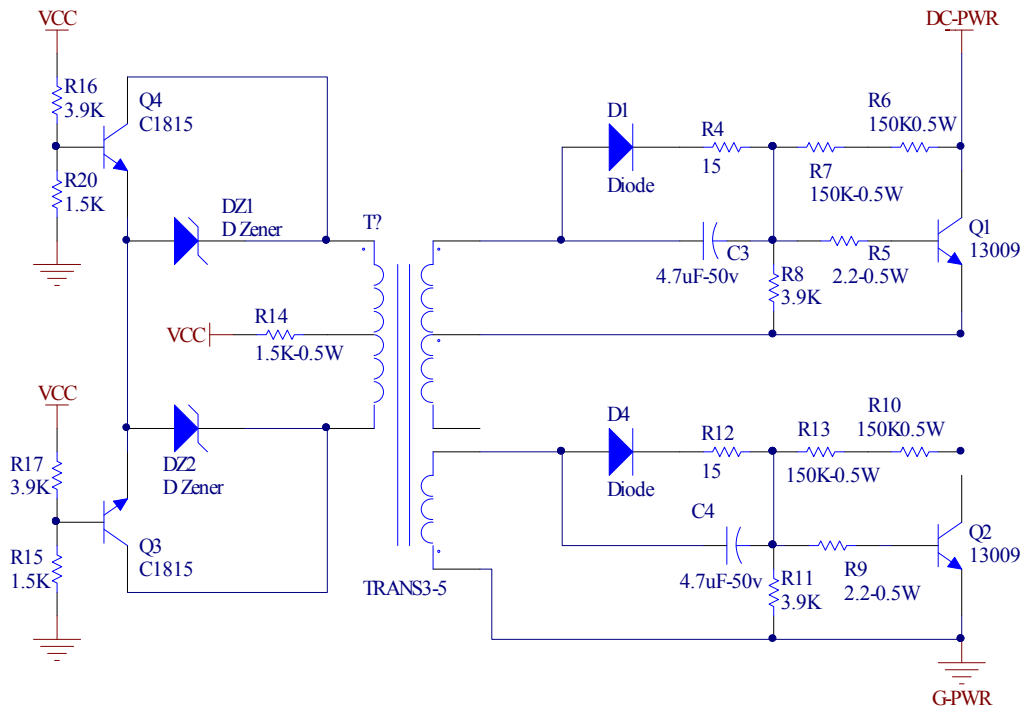 VCC
DC-PWR
R16
3.9K
Q4
C1815
R20
1.5K
DZ1
D Zener
T?
D1
Diode
R4
15
R6
150K0.5W
R7
150K-0.5W
C3
4.7uF-50v
R5
2.2-0.5W
Q1
13009
R8
3.9K
VCC
R14
1.5K-0.5W
VCC
R17
3.9K
DZ2
D Zener
Q3
C1815
R15
1.5K
TRANS3-5
D4
Diode
R12
15
R13
150K-0.5W
R10
150K0.5W
C4
4.7uF-50v
R11
3.9K
R9
2.2-0.5W
Q2
13009
G-PWR